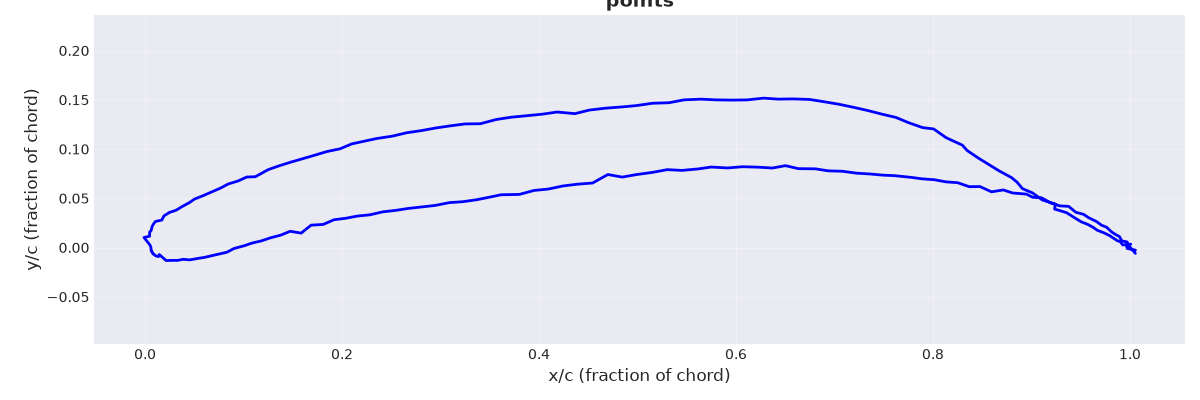 points
0.20
0.15
0.10
0.05
0.00
−0.05
y/c (fraction of chord)
0.0 0.2 0.4 0.6 0.8 1.0
x/c (fraction of chord)